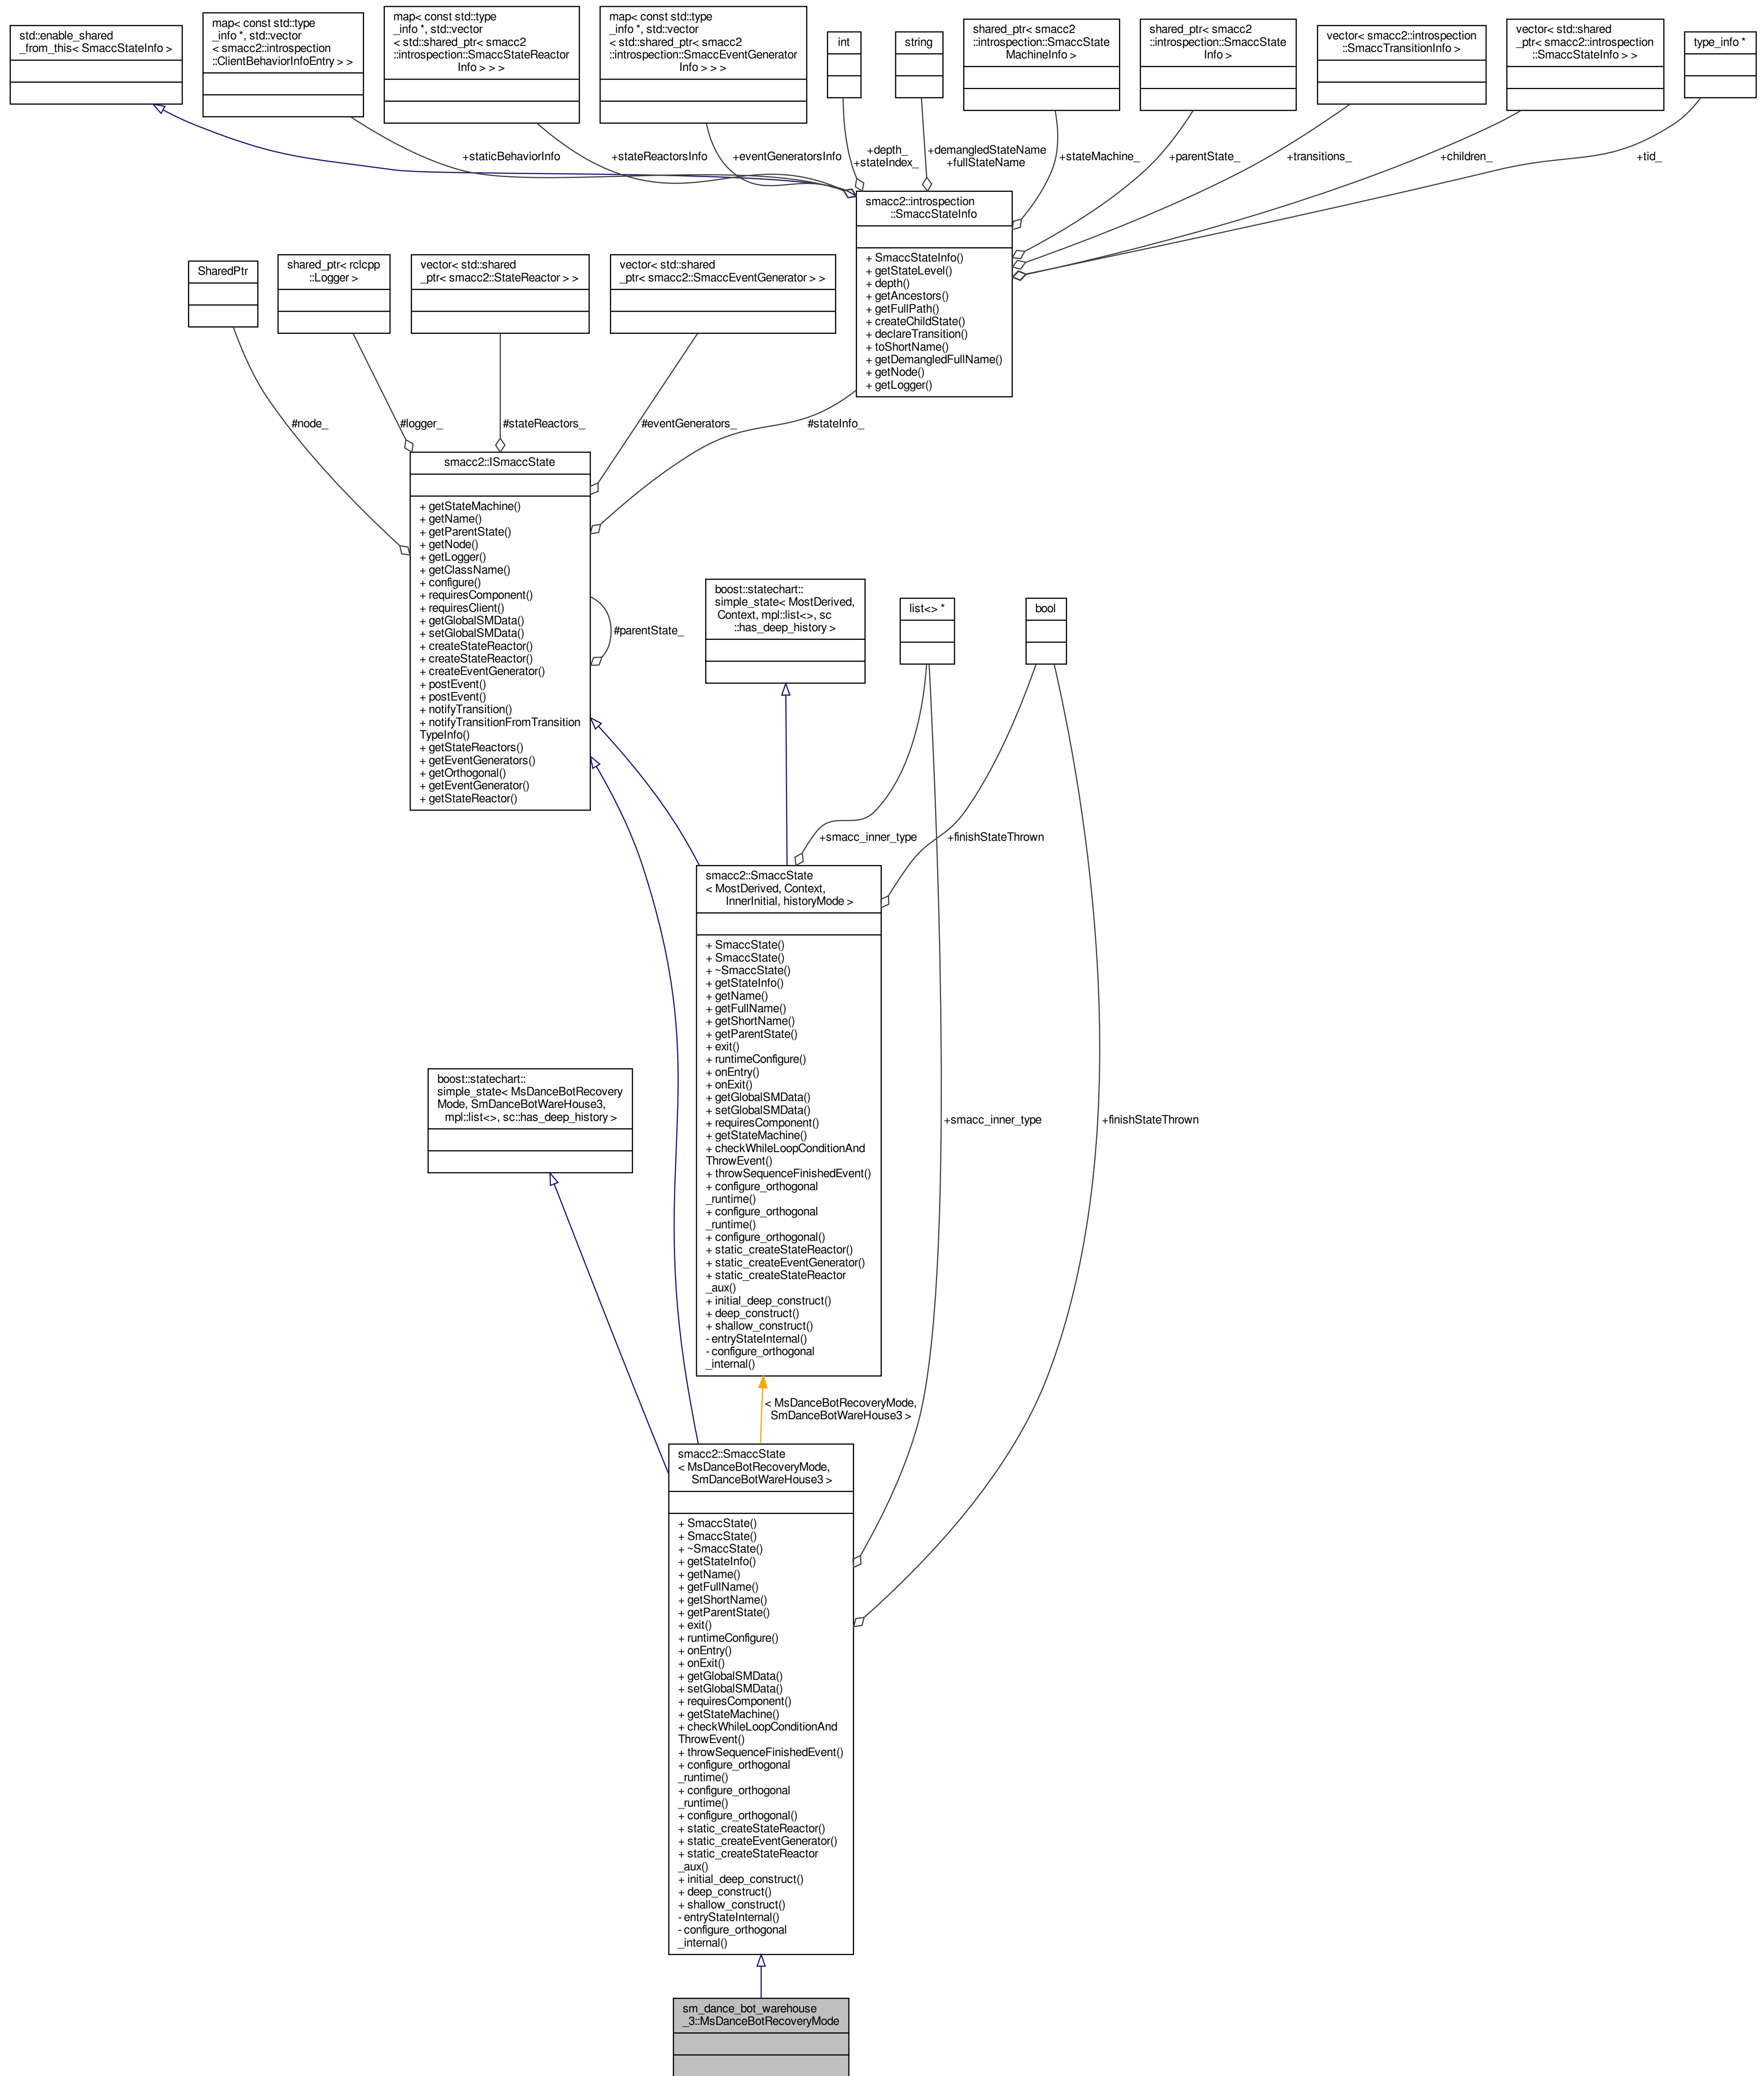 std::enable_shared
_from_this< SmaccStateInfo >
map< const std::type
_info *, std::vector
< smacc2::introspection
::ClientBehaviorInfoEntry > >
map< const std::type
_info *, std::vector
< std::shared_ptr< smacc2
::introspection::SmaccStateReactor
Info > > >
map< const std::type
_info *, std::vector
< std::shared_ptr< smacc2
::introspection::SmaccEventGenerator
Info > > >
int
string
shared_ptr< smacc2
::introspection::SmaccState
MachineInfo >
shared_ptr< smacc2
::introspection::SmaccState
Info >
vector< smacc2::introspection
::SmaccTransitionInfo >
vector< std::shared
_ptr< smacc2::introspection
::SmaccStateInfo > >
type_info *
+staticBehaviorInfo
+stateReactorsInfo
+eventGeneratorsInfo
+depth_
+stateIndex_
+demangledStateName
+fullStateName
+stateMachine_
+parentState_
+transitions_
+children_
+tid_
smacc2::introspection
::SmaccStateInfo
+ SmaccStateInfo()
+ getStateLevel()
+ depth()
+ getAncestors()
+ getFullPath()
+ createChildState()
+ declareTransition()
+ toShortName()
+ getDemangledFullName()
+ getNode()
+ getLogger()
SharedPtr
shared_ptr< rclcpp
::Logger >
vector< std::shared
_ptr< smacc2::StateReactor > >
vector< std::shared
_ptr< smacc2::SmaccEventGenerator > >
#node_
#logger_
#stateReactors_
#eventGenerators_
#stateInfo_
smacc2::ISmaccState
+ getStateMachine()
+ getName()
+ getParentState()
+ getNode()
+ getLogger()
+ getClassName()
+ configure()
+ requiresComponent()
+ requiresClient()
+ getGlobalSMData()
+ setGlobalSMData()
+ createStateReactor()
+ createStateReactor()
+ createEventGenerator()
+ postEvent()
+ postEvent()
+ notifyTransition()
+ notifyTransitionFromTransition
TypeInfo()
+ getStateReactors()
+ getEventGenerators()
+ getOrthogonal()
+ getEventGenerator()
+ getStateReactor()
#parentState_
boost::statechart::
simple_state< MostDerived,
Context, mpl::list<>, sc
::has_deep_history >
list<> *
bool
+smacc_inner_type
+finishStateThrown
smacc2::SmaccState
< MostDerived, Context,
InnerInitial, historyMode >
+ SmaccState()
+ SmaccState()
+ ~SmaccState()
+ getStateInfo()
+ getName()
+ getFullName()
+ getShortName()
+ getParentState()
+ exit()
+ runtimeConfigure()
+ onEntry()
+ onExit()
+ getGlobalSMData()
+ setGlobalSMData()
+ requiresComponent()
+ getStateMachine()
+ checkWhileLoopConditionAnd
ThrowEvent()
+ throwSequenceFinishedEvent()
+ configure_orthogonal
_runtime()
+ configure_orthogonal
_runtime()
+ configure_orthogonal()
+ static_createStateReactor()
+ static_createEventGenerator()
+ static_createStateReactor
_aux()
+ initial_deep_construct()
+ deep_construct()
+ shallow_construct()
- entryStateInternal()
- configure_orthogonal
_internal()
boost::statechart::
simple_state< MsDanceBotRecovery
Mode, SmDanceBotWareHouse3,
mpl::list<>, sc::has_deep_history >
+smacc_inner_type
+finishStateThrown
< MsDanceBotRecoveryMode,
SmDanceBotWareHouse3 >
smacc2::SmaccState
< MsDanceBotRecoveryMode,
SmDanceBotWareHouse3 >
+ SmaccState()
+ SmaccState()
+ ~SmaccState()
+ getStateInfo()
+ getName()
+ getFullName()
+ getShortName()
+ getParentState()
+ exit()
+ runtimeConfigure()
+ onEntry()
+ onExit()
+ getGlobalSMData()
+ setGlobalSMData()
+ requiresComponent()
+ getStateMachine()
+ checkWhileLoopConditionAnd
ThrowEvent()
+ throwSequenceFinishedEvent()
+ configure_orthogonal
_runtime()
+ configure_orthogonal
_runtime()
+ configure_orthogonal()
+ static_createStateReactor()
+ static_createEventGenerator()
+ static_createStateReactor
_aux()
+ initial_deep_construct()
+ deep_construct()
+ shallow_construct()
- entryStateInternal()
- configure_orthogonal
_internal()
sm_dance_bot_warehouse
_3::MsDanceBotRecoveryMode